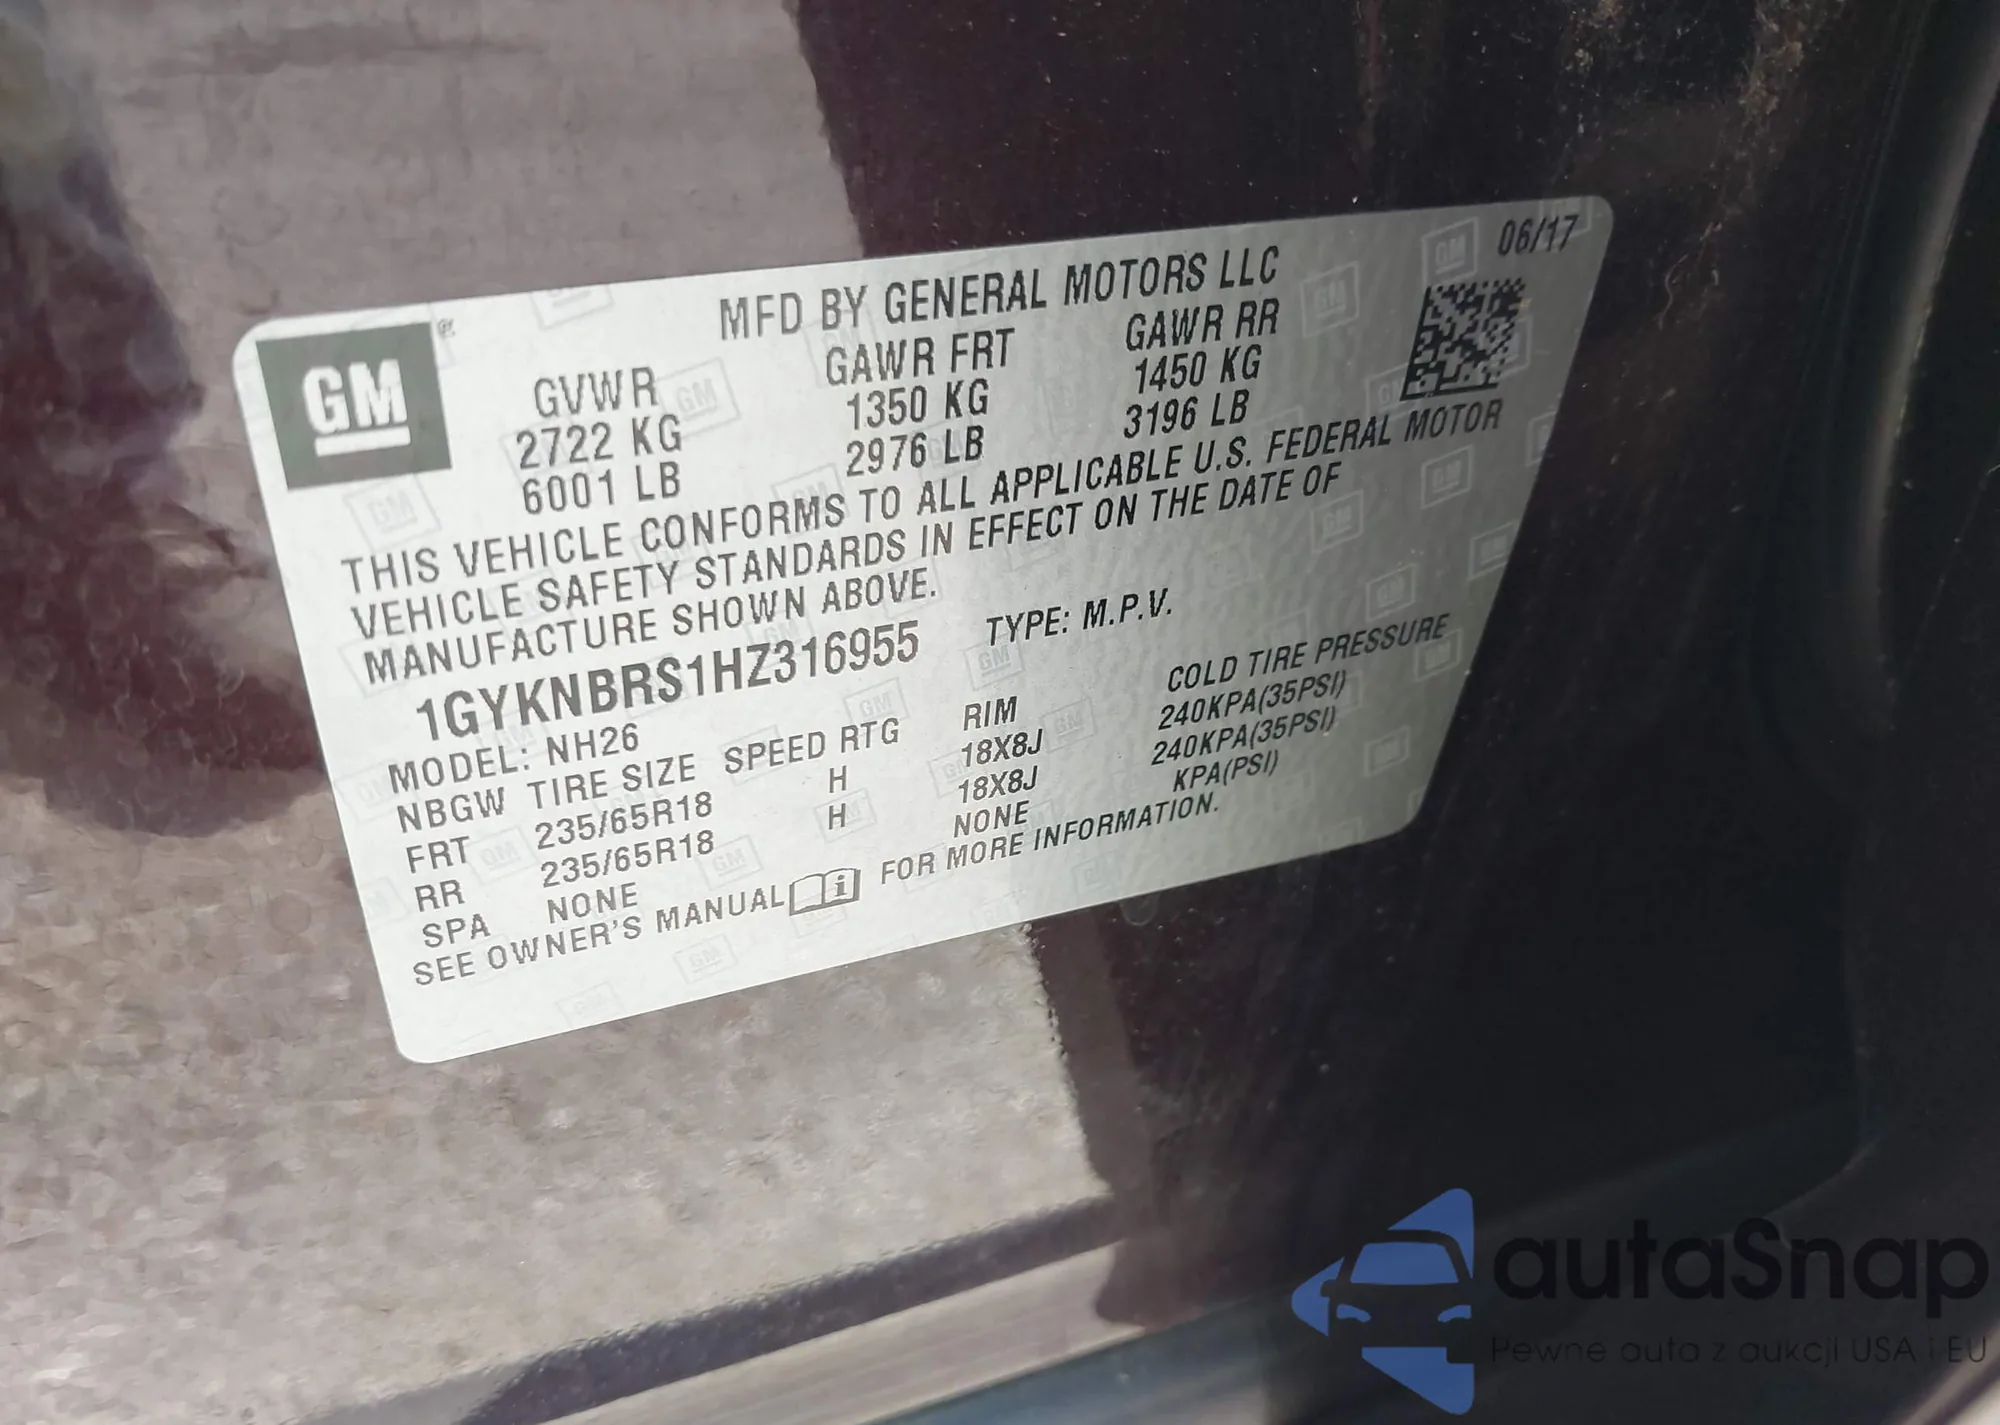 06/17
MFD BY GENERAL MOTORS LLC
GM®
GVWR GAWR FRT GAWR RR
2722 KG 1350 KG 1450 KG
6001 LB 2976 LB 3196 LB
THIS VEHICLE CONFORMS TO ALL APPLICABLE U.S. FEDERAL MOTOR
VEHICLE SAFETY STANDARDS IN EFFECT ON THE DATE OF
MANUFACTURE SHOWN ABOVE.
1GYKNBRS1HZ316955 TYPE: M.P.V.
MODEL: NH26
NBGW TIRE SIZE SPEED RTG RIM COLD TIRE PRESSURE
FRT 235/65R18 H 18X8J 240KPA(35PSI)
RR 235/65R18 H 18X8J 240KPA(35PSI)
SPA NONE NONE KPA(PSI)
SEE OWNER'S MANUAL i FOR MORE INFORMATION.
autaSnap
Pewne auta z aukcji USA i EU